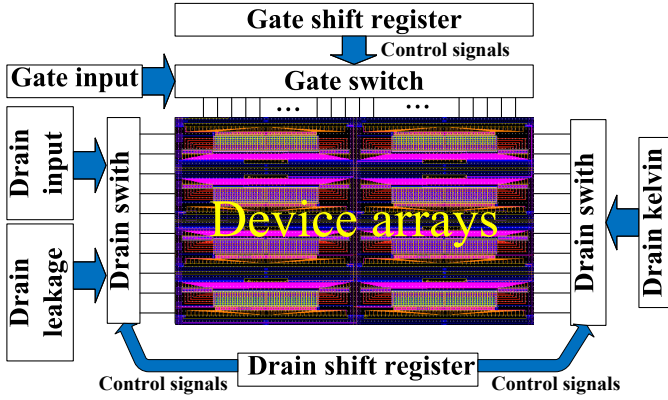 Gate shift register
Control signals
Gate input
Gate switch
...
...
Drain
input
Drain swith
Device arrays
Drain swith
Drain kelvin
Drain
leakage
Drain shift register
Control signals
Control signals